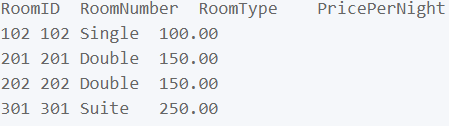 RoomID  RoomNumber  RoomType    PricePerNight
102 102 Single  100.00
201 201 Double  150.00
202 202 Double  150.00
301 301 Suite   250.00